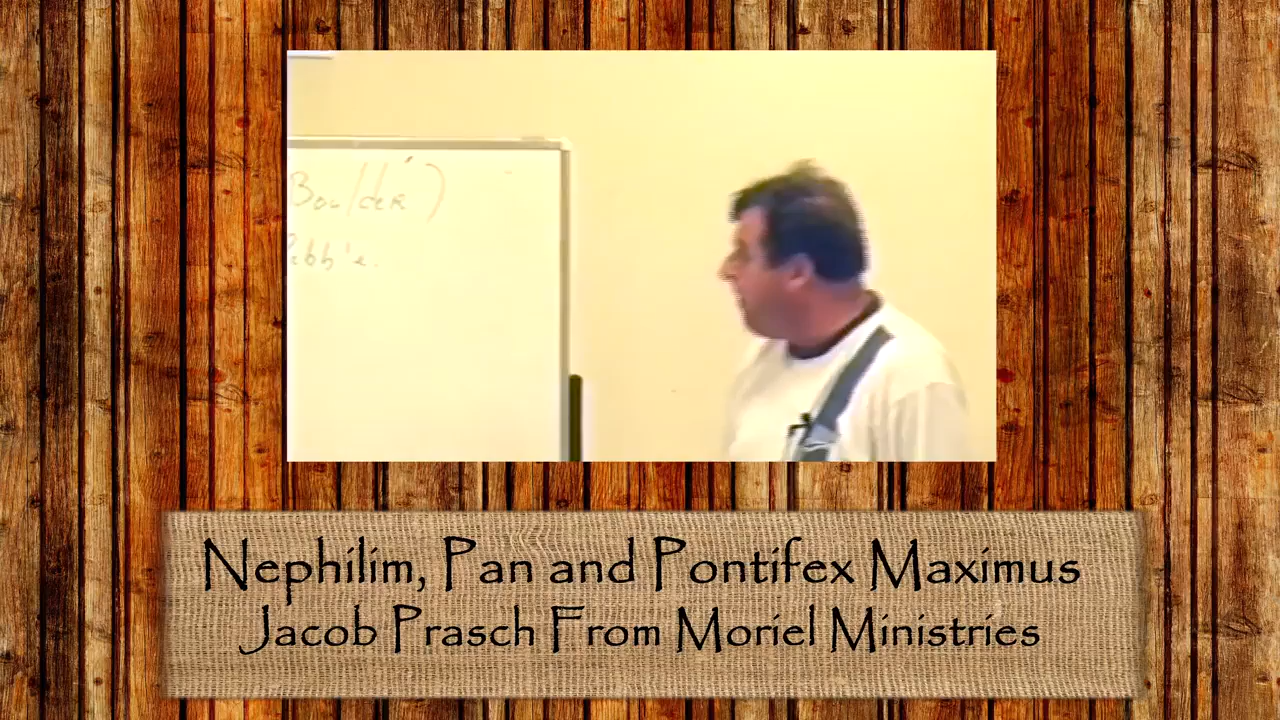 Boulder')
Nephilim, Pan and Pontifex Maximus
Jacob Prasch From Moriel Ministries